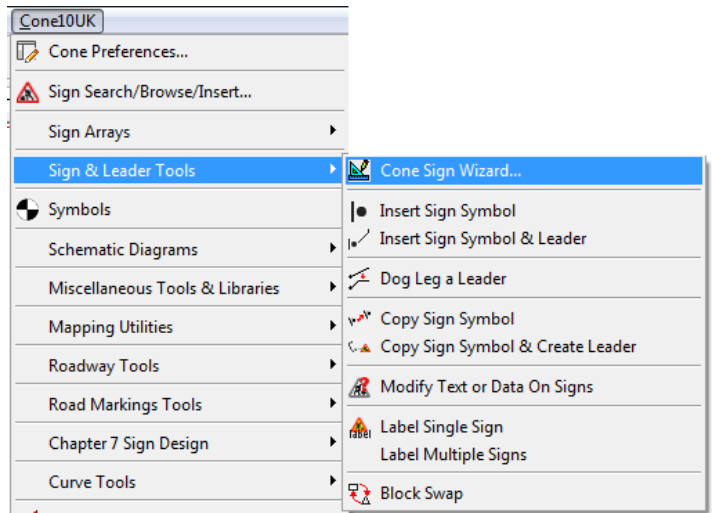 Cone10UK
Cone Preferences...
Sign Search/Browse/Insert...
Sign Arrays
Sign & Leader Tools
Symbols
Schematic Diagrams
Miscellaneous Tools & Libraries
Mapping Utilities
Roadway Tools
Road Markings Tools
Chapter 7 Sign Design
Curve Tools
Cone Sign Wizard...
Insert Sign Symbol
Insert Sign Symbol & Leader
Dog Leg a Leader
Copy Sign Symbol
Copy Sign Symbol & Create Leader
Modify Text or Data On Signs
label
Label Single Sign
Label Multiple Signs
Block Swap